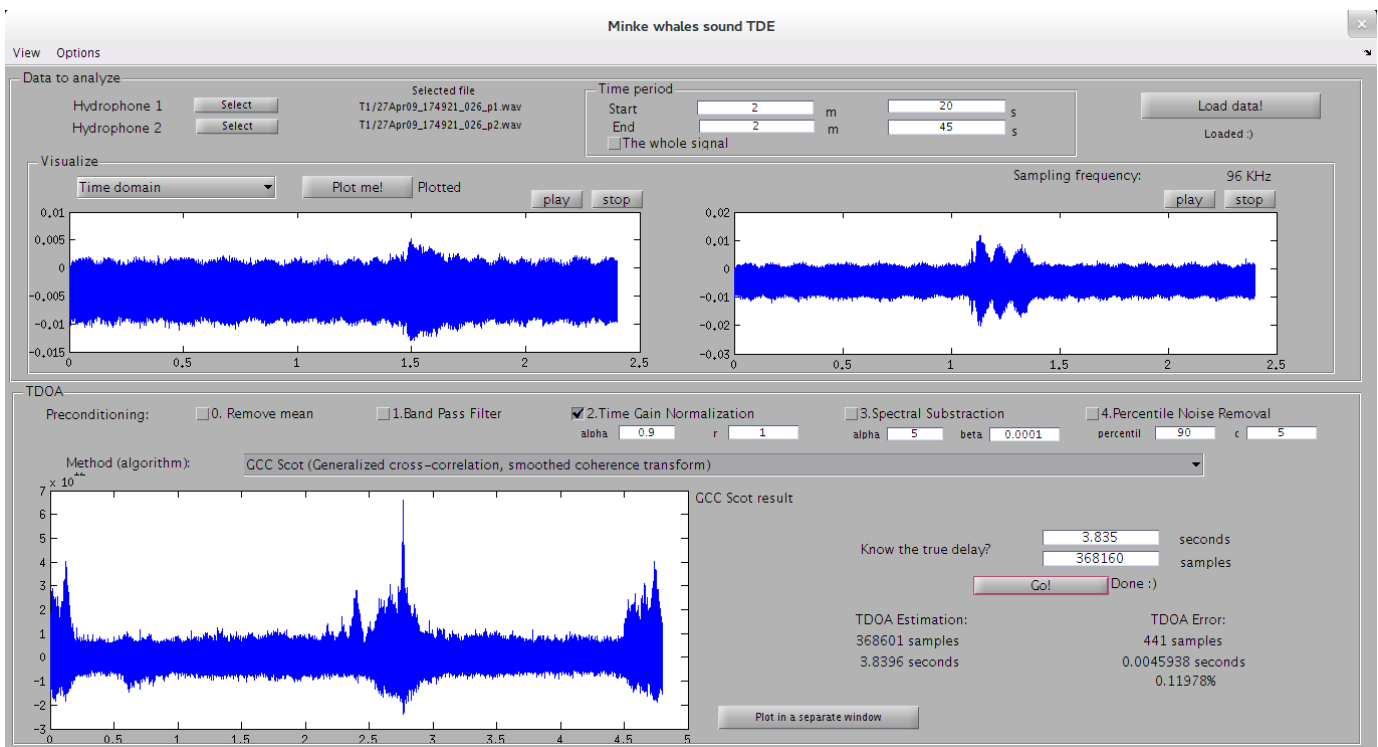 Minke whales sound TDE
View Options
Data to analyze
Selected file
Hydrophone 1 Select T1/27Apr09_174921_026_p1.wav
Hydrophone 2 Select T1/27Apr09_174921_026_p2.wav
Time period
Start 2 m 20 s
End 2 m 45 s
The whole signal
Load data!
Loaded :)
Visualize
Time domain Plot me! Plotted
Sampling frequency: 96 KHz
play stop
play stop
0.01
0.005
0
-0.005
-0.01
-0.015
0 0.5 1 1.5 2 2.5
0.02
0.01
0
-0.01
-0.02
-0.03
0 0.5 1 1.5 2 2.5
TDOA
Preconditioning: 0. Remove mean 1.Band Pass Filter 2.Time Gain Normalization 3.Spectral Substraction 4.Percentile Noise Removal
alpha 0.9 r 1 alpha 5 beta 0.0001 percentil 90 c 5
Method (algorithm): GCC Scot (Generalized cross-correlation, smoothed coherence transform)
x 10
7
6
5
4
3
2
1
0
-1
-2
-3
0 0.5 1 1.5 2 2.5 3 3.5 4 4.5 5
GCC Scot result
Know the true delay? 3.835 seconds
368160 samples
Go! Done :)
TDOA Estimation: TDOA Error:
368601 samples 441 samples
3.8396 seconds 0.0045938 seconds
0.11978%
Plot in a separate window